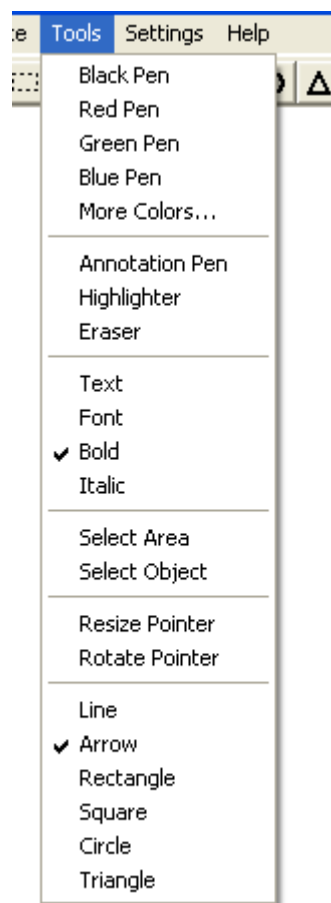 te Tools Settings Help
Black Pen
Red Pen
Green Pen
Blue Pen
More Colors...
Annotation Pen
Highlighter
Eraser
Text
Font
Bold
Italic
Select Area
Select Object
Resize Pointer
Rotate Pointer
Line
Arrow
Rectangle
Square
Circle
Triangle